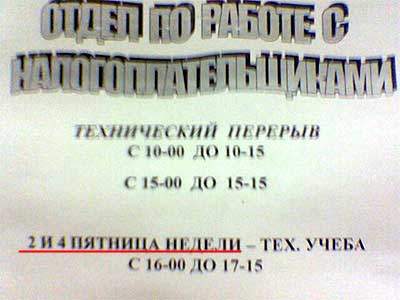 ОТДЕЛ ПО РАБОТЕ С
НАЛОГОПЛАТЕЛЬЩИКАМИ
ТЕХНИЧЕСКИЙ ПЕРЕРЫВ
С 10-00 ДО 10-15
С 15-00 ДО 15-15
2 И 4 ПЯТНИЦА НЕДЕЛИ – ТЕХ. УЧЕБА
С 16-00 ДО 17-15